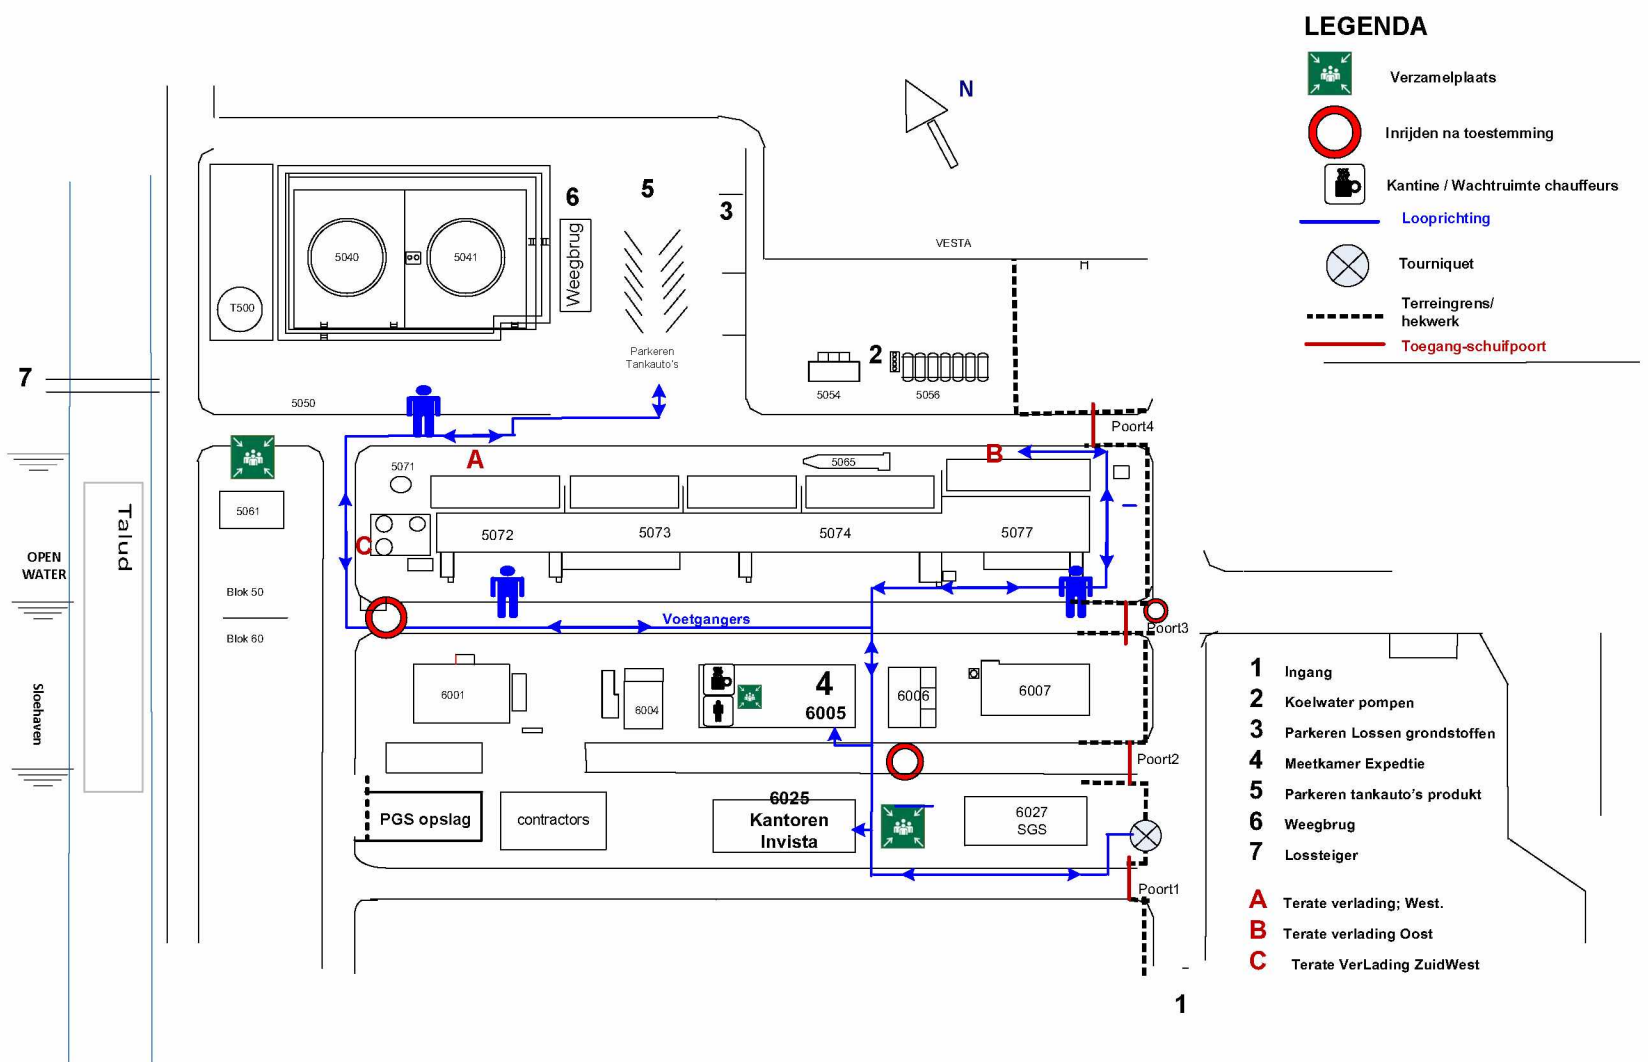 LEGENDA
Verzamelplaats
Inrijden na toestemming
Kantine / Wachtruimte chauffeurs
Looprichting
Tourniquet
Terreingrens/
hekwerk
Toegang-schuifpoort
N
6
5
3
Weegbrug
5040
5041
T500
VESTA
Parkeren
Tankauto's
2
5054
5056
7
5050
Poort4
A
B
5065
5071
5061
C
5072
5073
5074
5077
Talud
OPEN
WATER
Blok 50
Blok 60
Voetgangers
Poort3
Sloehaven
6001
6004
4
6005
6006
6007
Poort2
PGS opslag
contractors
6025
Kantoren
Invista
6027
SGS
Poort1
1
1 Ingang
2 Koelwater pompen
3 Parkeren Lossen grondstoffen
4 Meetkamer Expedtie
5 Parkeren tankauto's produkt
6 Weegbrug
7 Lossteiger
A Terate verlading; West.
B Terate verlading Oost
C Terate VerLading ZuidWest